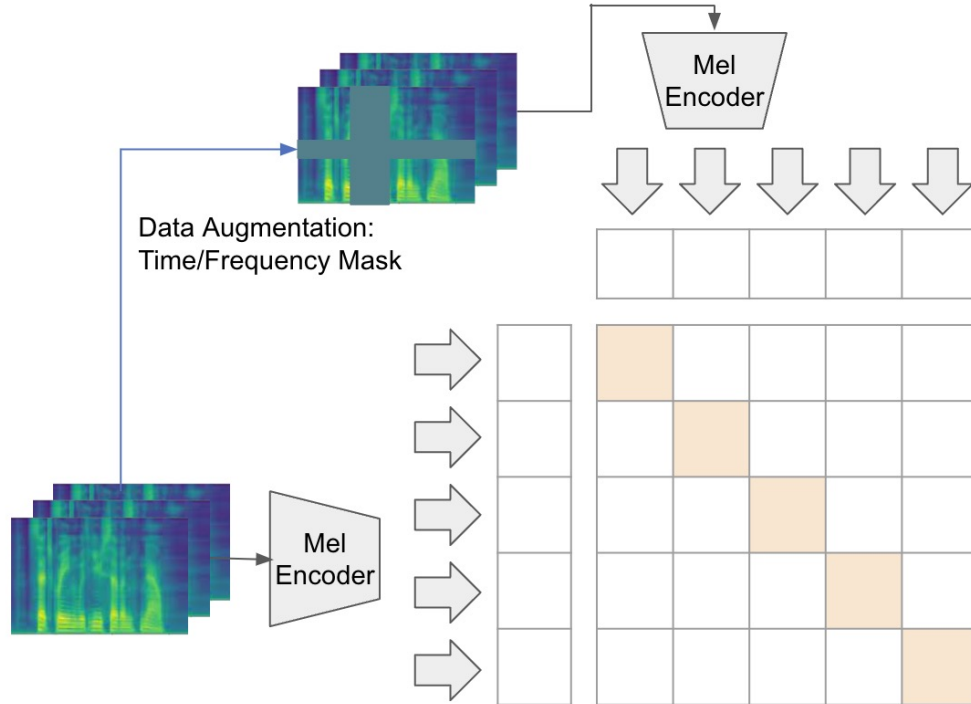 Mel
Encoder
Data Augmentation:
Time/Frequency Mask
Mel
Encoder